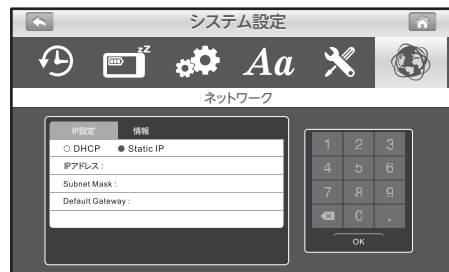 システム設定
zZ
Aa
ネットワーク
IP設定 情報
DHCP Static IP
IPアドレス :
Subnet Mask :
Default Gateway :
1 2 3
4 5 6
7 8 9
0 .
OK